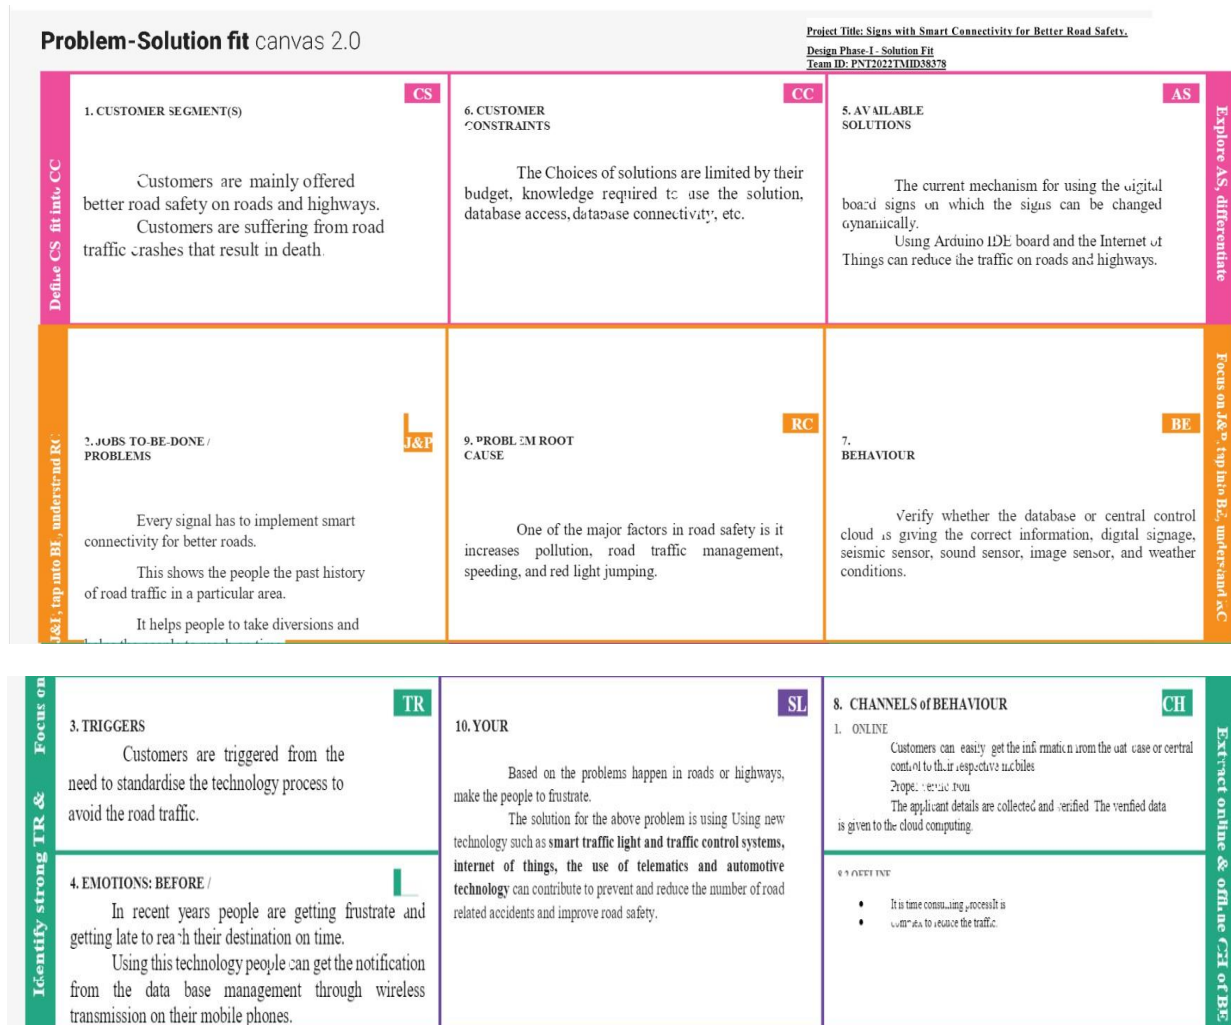 Problem-Solution fit canvas 2.0
Project Title: Signs with Smart Connectivity for Better Road Safety.
Design Phase-I - Solution Fit
Team ID: PNT2022TMID38378
Define CS fit into CC
CS
1. CUSTOMER SEGMENT(S)
Customers are mainly offered
better road safety on roads and highways.
Customers are suffering from road
traffic crashes that result in death.
CC
6. CUSTOMER
CONSTRAINTS
The Choices of solutions are limited by their
budget, knowledge required to use the solution,
database access, database connectivity, etc.
AS
5. AVAILABLE
SOLUTIONS
The current mechanism for using the digital
board signs on which the signs can be changed
dynamically.
Using Arduino IDE board and the Internet of
Things can reduce the traffic on roads and highways.
Explore AS, differentiate
J&P, tap into BE, understand RC
J&P
2. JOBS TO-BE-DONE /
PROBLEMS
Every signal has to implement smart
connectivity for better roads.
This shows the people the past history
of road traffic in a particular area.
It helps people to take diversions and
RC
9. PROBLEM ROOT
CAUSE
One of the major factors in road safety is it
increases pollution, road traffic management,
speeding, and red light jumping.
BE
7.
BEHAVIOUR
Verify whether the database or central control
cloud is giving the correct information, digital signage,
seismic sensor, sound sensor, image sensor, and weather
conditions.
Focus on J&P, tap into BE, understand RC
Focus on
Identify strong TR &
TR
3. TRIGGERS
Customers are triggered from the
need to standardise the technology process to
avoid the road traffic.
4. EMOTIONS: BEFORE /
In recent years people are getting frustrate and
getting late to reach their destination on time.
Using this technology people can get the notification
from the data base management through wireless
transmission on their mobile phones.
SL
10. YOUR
Based on the problems happen in roads or highways,
make the people to frustrate.
The solution for the above problem is using Using new
technology such as smart traffic light and traffic control systems,
internet of things, the use of telematics and automotive
technology can contribute to prevent and reduce the number of road
related accidents and improve road safety.
CH
8. CHANNELS of BEHAVIOUR
1. ONLINE
Customers can easily get the information from the database or central
control to their respective mobiles
Proper
The applicant details are collected and verified The verified data
is given to the cloud computing.
8.2 OFFLINE
• It is time consuming processIt is
• complex to reduce the traffic.
Extract online & offline CH of BE